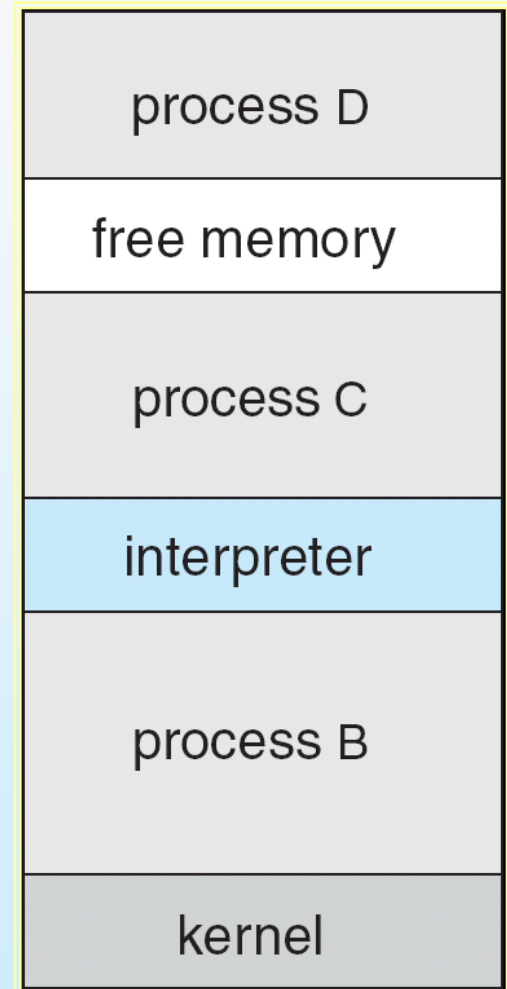 process D
free memory
process C
interpreter
process B
kernel